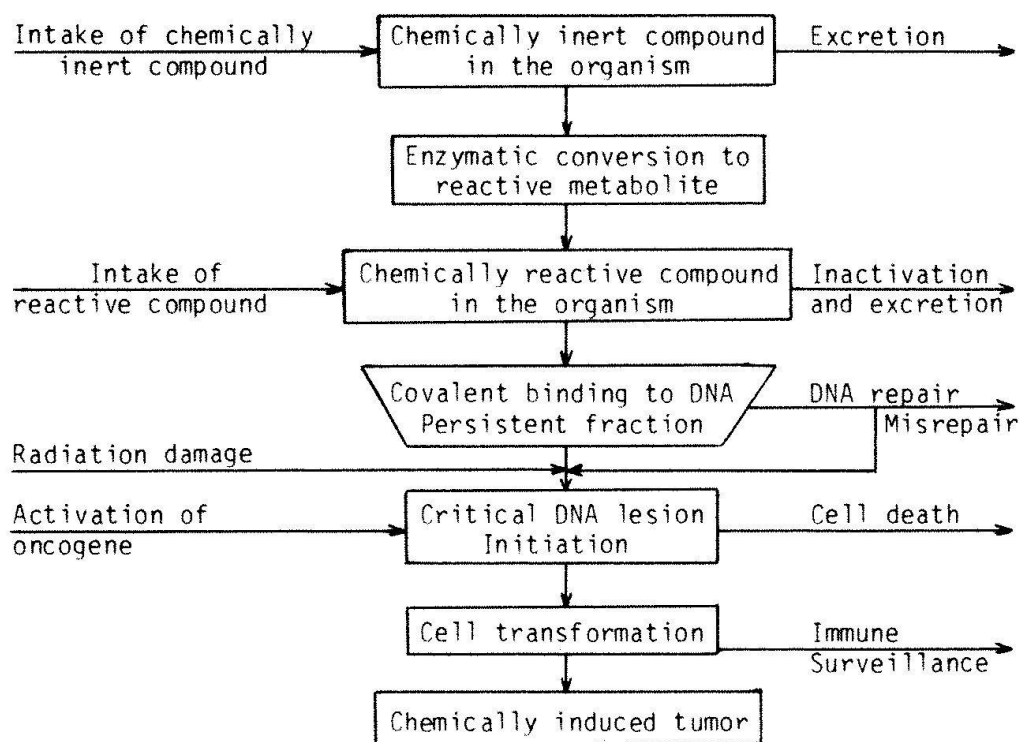 Intake of chemically
inert compound
Chemically inert compound
in the organism
Excretion
Enzymatic conversion to
reactive metabolite
Intake of
reactive compound
Chemically reactive compound
in the organism
Inactivation
and excretion
Covalent binding to DNA
Persistent fraction
DNA repair
Misrepair
Radiation damage
Activation of
oncogene
Critical DNA lesion
Initiation
Cell death
Cell transformation
Immune
Surveillance
Chemically induced tumor